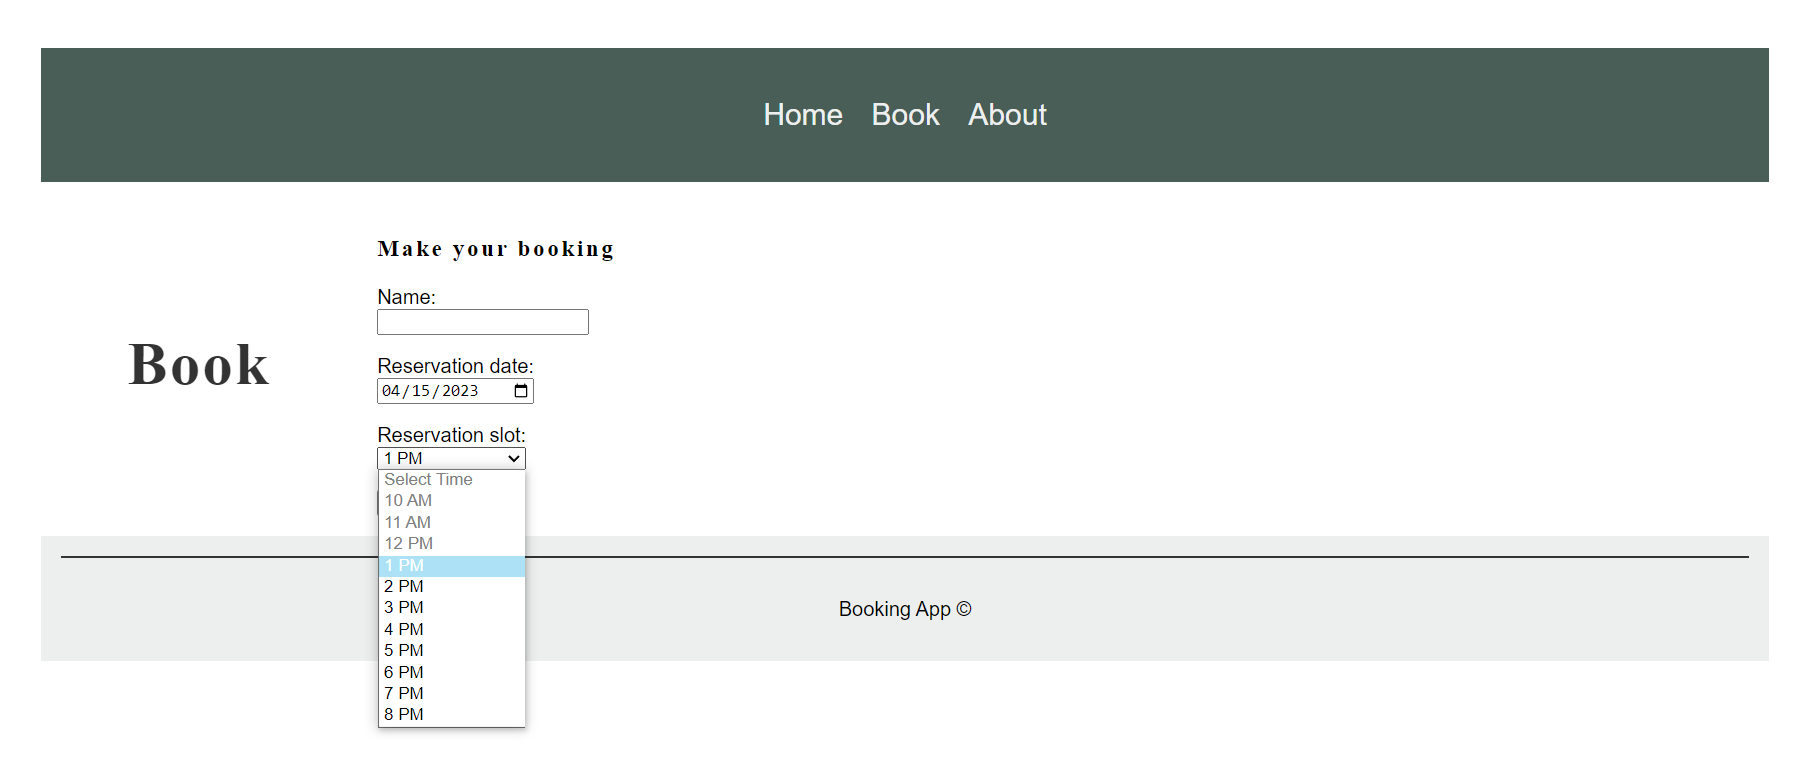 Home Book About
Make your booking
Name:
Book
Reservation date:
04/15/2023
Reservation slot:
1 PM
Select Time
10 AM
11 AM
12 PM
1 PM
2 PM
3 PM
4 PM
5 PM
6 PM
7 PM
8 PM
Booking App ©